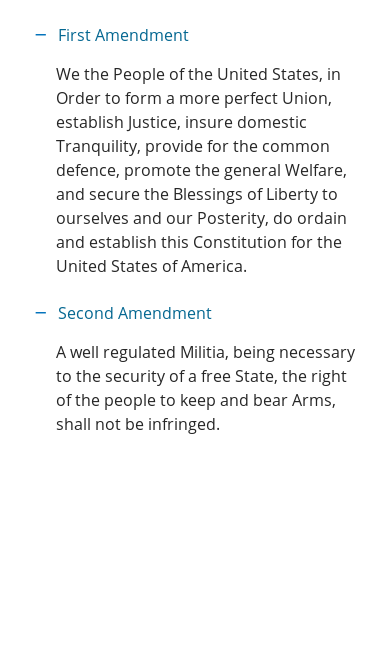 First Amendment
We the People of the United States, in
Order to form a more perfect Union,
establish Justice, insure domestic
Tranquility, provide for the common
defence, promote the general Welfare,
and secure the Blessings of Liberty to
ourselves and our Posterity, do ordain
and establish this Constitution for the
United States of America.
Second Amendment
A well regulated Militia, being necessary
to the security of a free State, the right
of the people to keep and bear Arms,
shall not be infringed.